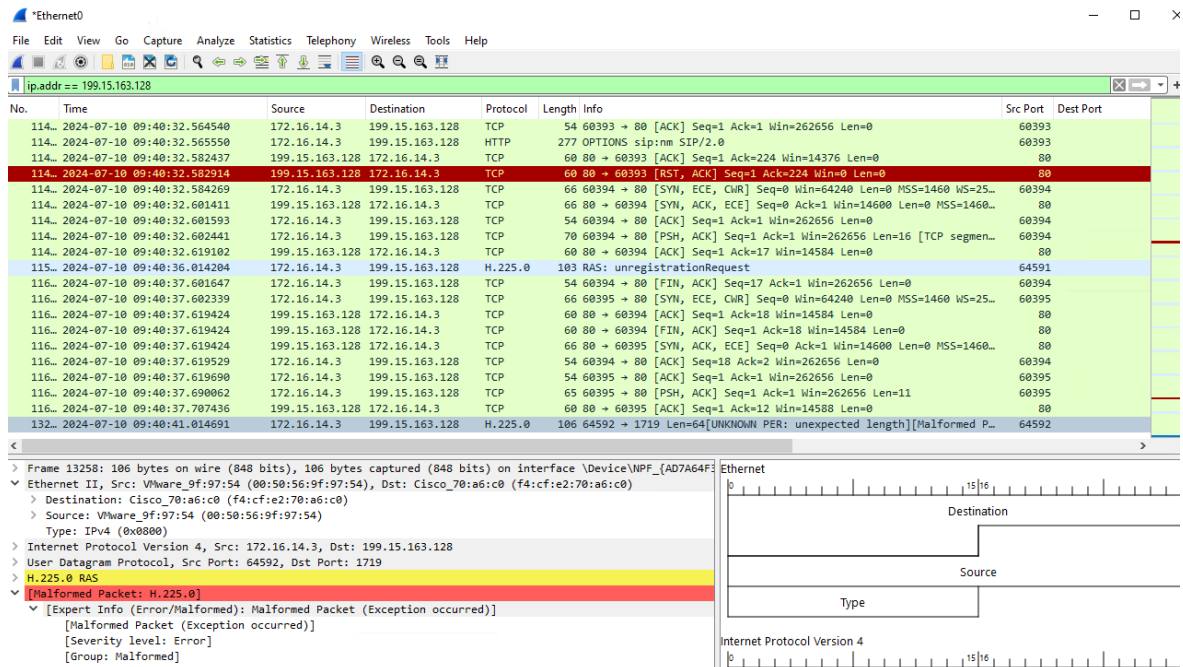 *Ethernet0
File Edit View Go Capture Analyze Statistics Telephony Wireless Tools Help
ip.addr == 199.15.163.128
No. Time Source Destination Protocol Length Info Src Port Dest Port
114… 2024-07-10 09:40:32.564540 172.16.14.3 199.15.163.128 TCP 54 60393 → 80 [ACK] Seq=1 Ack=1 Win=262656 Len=0 60393
114… 2024-07-10 09:40:32.565550 172.16.14.3 199.15.163.128 HTTP 277 OPTIONS sip:nm SIP/2.0 60393
114… 2024-07-10 09:40:32.582437 199.15.163.128 172.16.14.3 TCP 60 80 → 60393 [ACK] Seq=1 Ack=224 Win=14376 Len=0 80
114… 2024-07-10 09:40:32.582914 199.15.163.128 172.16.14.3 TCP 60 80 → 60393 [RST, ACK] Seq=1 Ack=224 Win=0 Len=0 80
114… 2024-07-10 09:40:32.584269 172.16.14.3 199.15.163.128 TCP 66 60394 → 80 [SYN, ECE, CWR] Seq=0 Win=64240 Len=0 MSS=1460 WS=25… 60394
114… 2024-07-10 09:40:32.601411 199.15.163.128 172.16.14.3 TCP 66 80 → 60394 [SYN, ACK, ECE] Seq=0 Ack=1 Win=14600 Len=0 MSS=1460… 80
114… 2024-07-10 09:40:32.601593 172.16.14.3 199.15.163.128 TCP 54 60394 → 80 [ACK] Seq=1 Ack=1 Win=262656 Len=0 60394
114… 2024-07-10 09:40:32.602441 172.16.14.3 199.15.163.128 TCP 70 60394 → 80 [PSH, ACK] Seq=1 Ack=1 Win=262656 Len=16 [TCP segmen… 60394
114… 2024-07-10 09:40:32.619102 199.15.163.128 172.16.14.3 TCP 60 80 → 60394 [ACK] Seq=1 Ack=17 Win=14584 Len=0 80
115… 2024-07-10 09:40:36.014204 172.16.14.3 199.15.163.128 H.225.0 103 RAS: unregistrationRequest 64591
116… 2024-07-10 09:40:37.601647 172.16.14.3 199.15.163.128 TCP 54 60394 → 80 [FIN, ACK] Seq=17 Ack=1 Win=262656 Len=0 60394
116… 2024-07-10 09:40:37.602339 172.16.14.3 199.15.163.128 TCP 66 60395 → 80 [SYN, ECE, CWR] Seq=0 Win=64240 Len=0 MSS=1460 WS=25… 60395
116… 2024-07-10 09:40:37.619424 199.15.163.128 172.16.14.3 TCP 60 80 → 60394 [ACK] Seq=1 Ack=18 Win=14584 Len=0 80
116… 2024-07-10 09:40:37.619424 199.15.163.128 172.16.14.3 TCP 60 80 → 60394 [FIN, ACK] Seq=1 Ack=18 Win=14584 Len=0 80
116… 2024-07-10 09:40:37.619424 199.15.163.128 172.16.14.3 TCP 66 80 → 60395 [SYN, ACK, ECE] Seq=0 Ack=1 Win=14600 Len=0 MSS=1460… 80
116… 2024-07-10 09:40:37.619529 172.16.14.3 199.15.163.128 TCP 54 60394 → 80 [ACK] Seq=18 Ack=2 Win=262656 Len=0 60394
116… 2024-07-10 09:40:37.619690 172.16.14.3 199.15.163.128 TCP 54 60395 → 80 [ACK] Seq=1 Ack=1 Win=262656 Len=0 60395
116… 2024-07-10 09:40:37.690062 172.16.14.3 199.15.163.128 TCP 65 60395 → 80 [PSH, ACK] Seq=1 Ack=1 Win=262656 Len=11 60395
116… 2024-07-10 09:40:37.707436 199.15.163.128 172.16.14.3 TCP 60 80 → 60395 [ACK] Seq=1 Ack=12 Win=14588 Len=0 80
132… 2024-07-10 09:40:41.014691 172.16.14.3 199.15.163.128 H.225.0 106 64592 → 1719 Len=64[UNKNOWN PER: unexpected length][Malformed P… 64592
Frame 13258: 106 bytes on wire (848 bits), 106 bytes captured (848 bits) on interface \Device\NPF_{AD7A64F3
Ethernet II, Src: VMware_9f:97:54 (00:50:56:9f:97:54), Dst: Cisco_70:a6:c0 (f4:cf:e2:70:a6:c0)
Destination: Cisco_70:a6:c0 (f4:cf:e2:70:a6:c0)
Source: VMware_9f:97:54 (00:50:56:9f:97:54)
Type: IPv4 (0x0800)
Internet Protocol Version 4, Src: 172.16.14.3, Dst: 199.15.163.128
User Datagram Protocol, Src Port: 64592, Dst Port: 1719
H.225.0 RAS
[Malformed Packet: H.225.0]
[Expert Info (Error/Malformed): Malformed Packet (Exception occurred)]
[Malformed Packet (Exception occurred)]
[Severity level: Error]
[Group: Malformed]
Ethernet
0 15 16
Destination
Source
Type
Internet Protocol Version 4
0 15 16